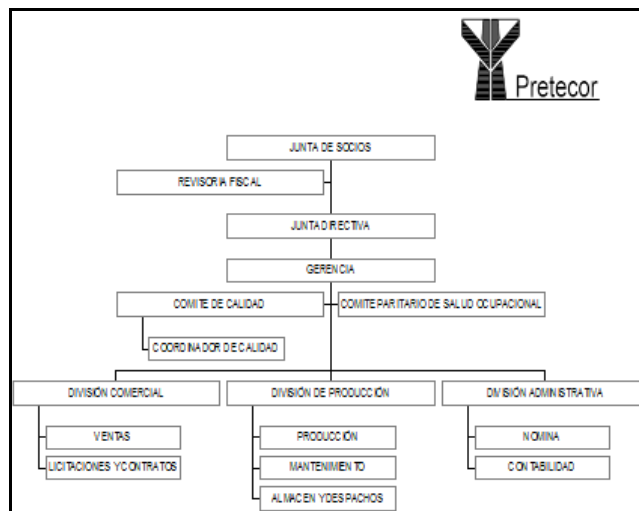 Pretecor
JUNTA DE SOCIOS
REVISORÍA FISCAL
JUNTA DIRECTIVA
GERENCIA
COMITE DE CALIDAD
COMITE PARITARIO DE SALUD OCUPACIONAL
COORDINADOR DE CALIDAD
DIVISIÓN COMERCIAL
DIVISIÓN DE PRODUCCIÓN
DIVISIÓN ADMINISTRATIVA
VENTAS
PRODUCCIÓN
NOMINA
LICITACIONES Y CONTRATOS
MANTENIMIENTO
CONTABILIDAD
ALMACEN Y DESPACHOS